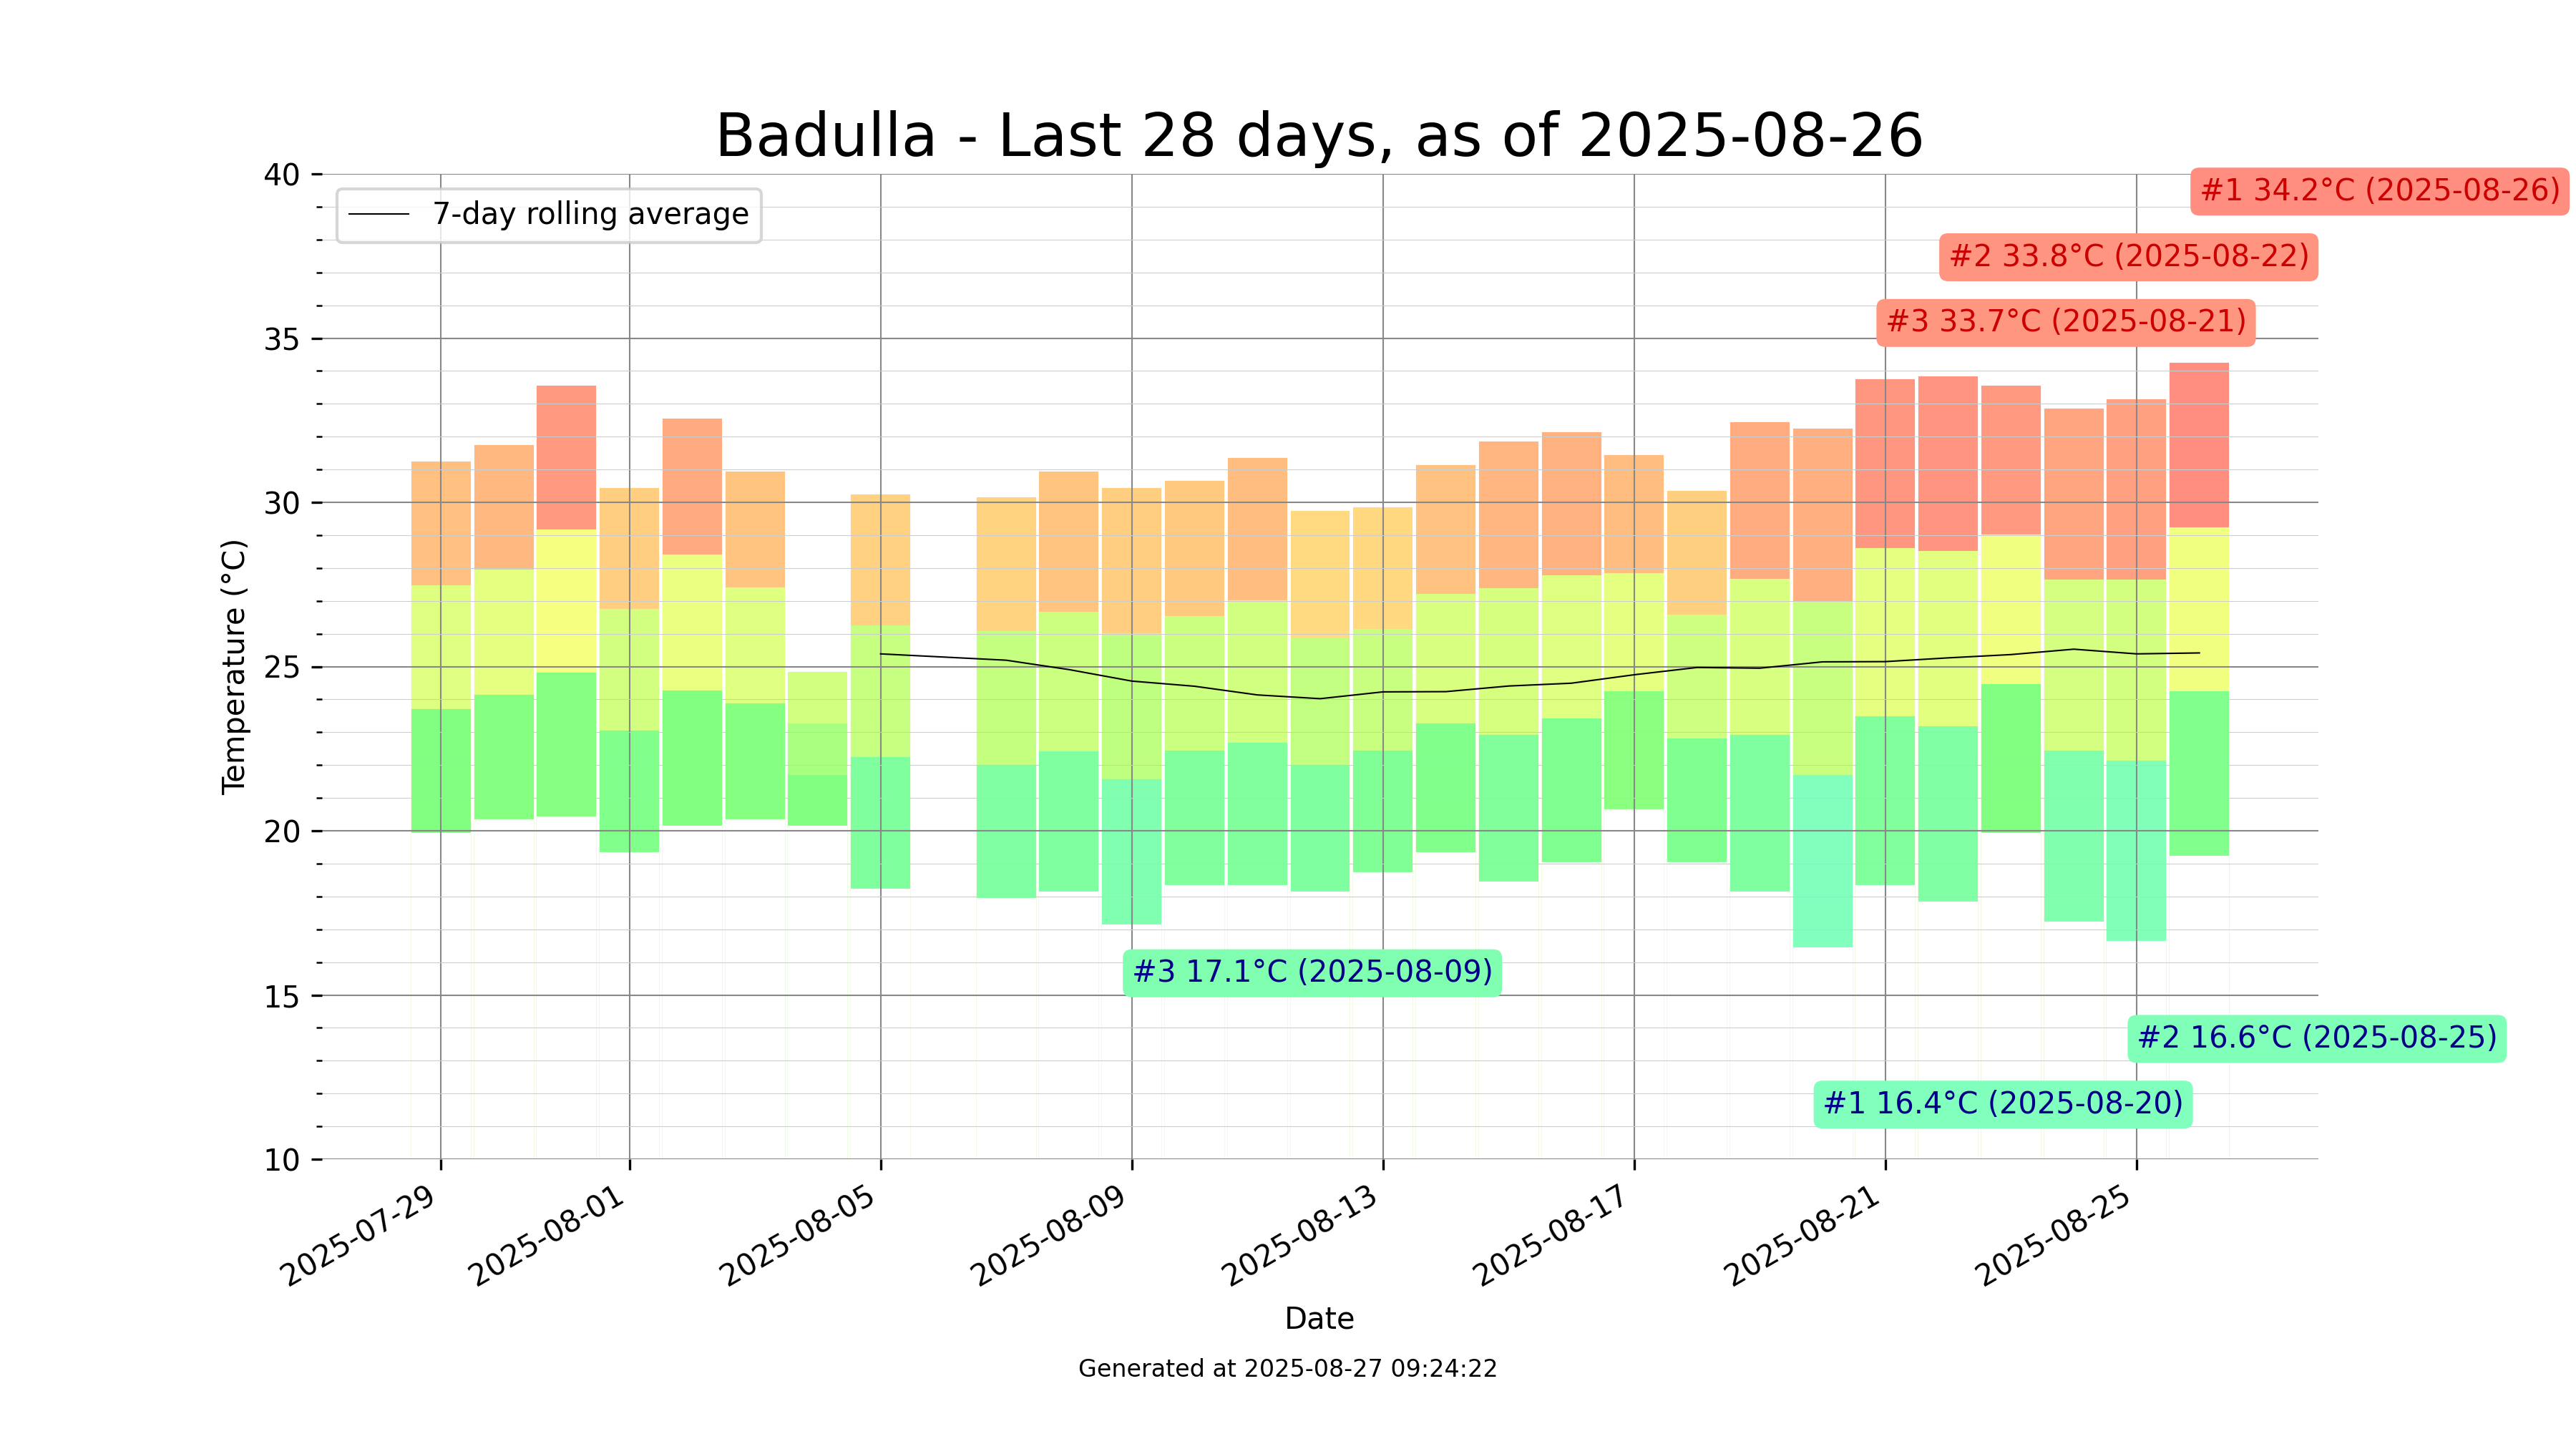 Badulla - Last 28 days, as of 2025-08-26
7-day rolling average
#1 34.2°C (2025-08-26)
#2 33.8°C (2025-08-22)
#3 33.7°C (2025-08-21)
#3 17.1°C (2025-08-09)
#2 16.6°C (2025-08-25)
#1 16.4°C (2025-08-20)
Temperature (°C)
40
35
30
25
20
15
10
2025-07-29
2025-08-01
2025-08-05
2025-08-09
2025-08-13
2025-08-17
2025-08-21
2025-08-25
Date
Generated at 2025-08-27 09:24:22